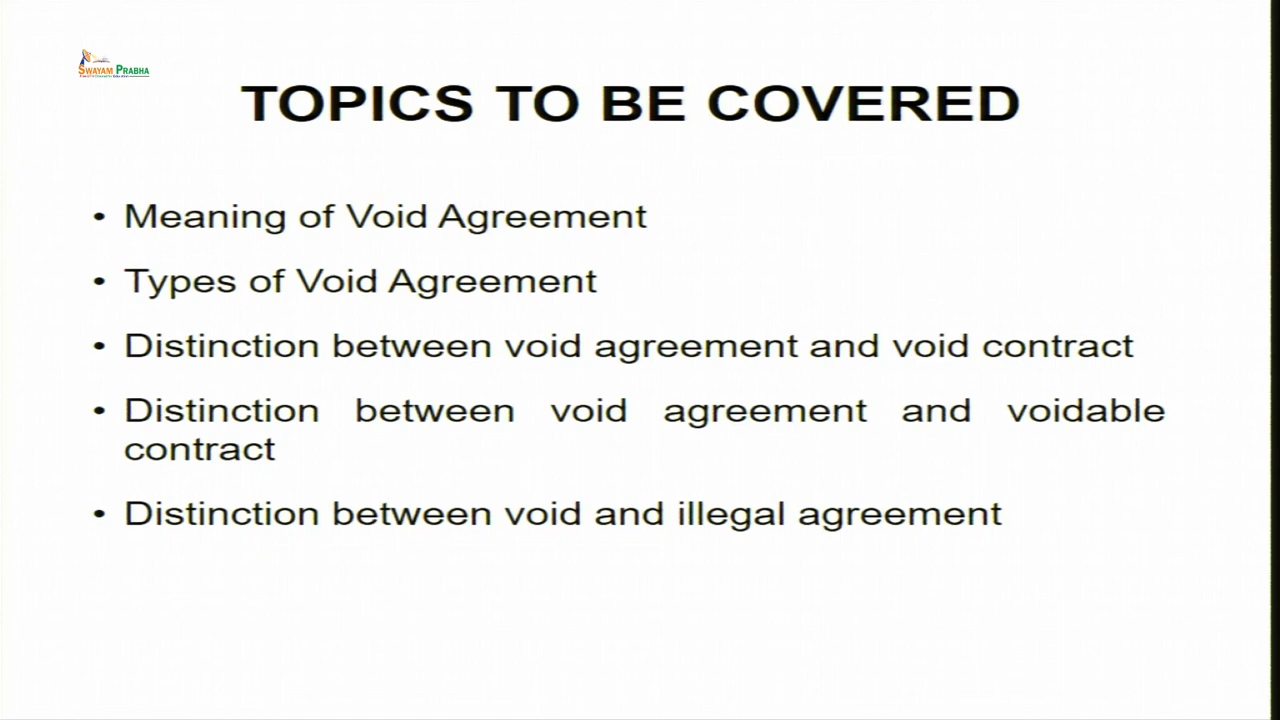 SWAYAM PRABHA
TOPICS TO BE COVERED
• Meaning of Void Agreement
• Types of Void Agreement
• Distinction between void agreement and void contract
• Distinction between void agreement and voidable
contract
• Distinction between void and illegal agreement